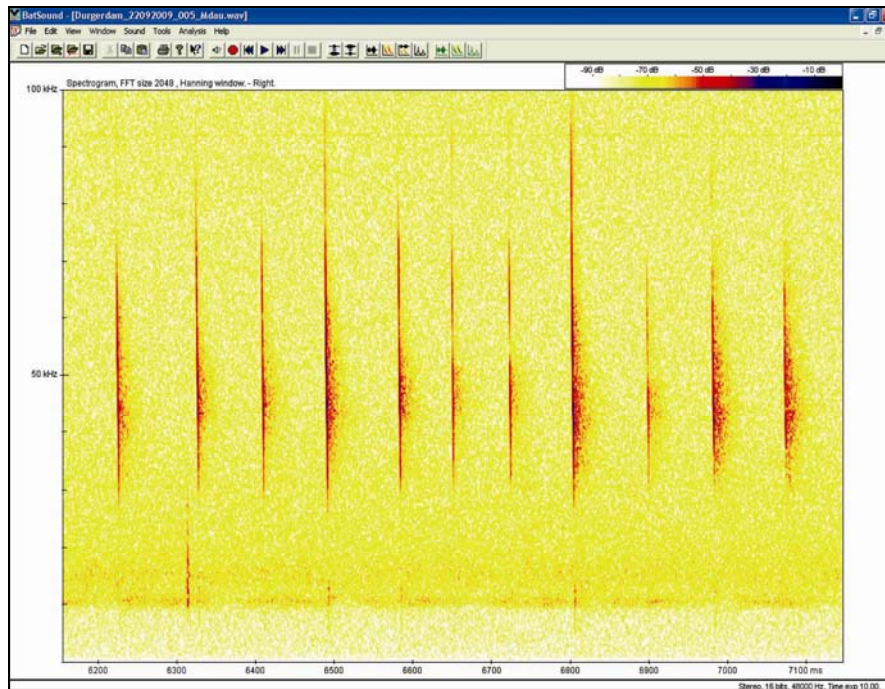 BatSound - [Durgerdam_22092009_005_Mdau.wav]
File Edit View Window Sound Tools Analysis Help
-90 dB -70 dB -50 dB -30 dB -10 dB
Spectrogram, FFT size 2048 , Hanning window. - Right.
100 kHz
50 kHz
6200 6300 6400 6500 6600 6700 6800 6900 7000 7100 ms
Stereo, 16 bits, 48000 Hz, Time exp 10.00.